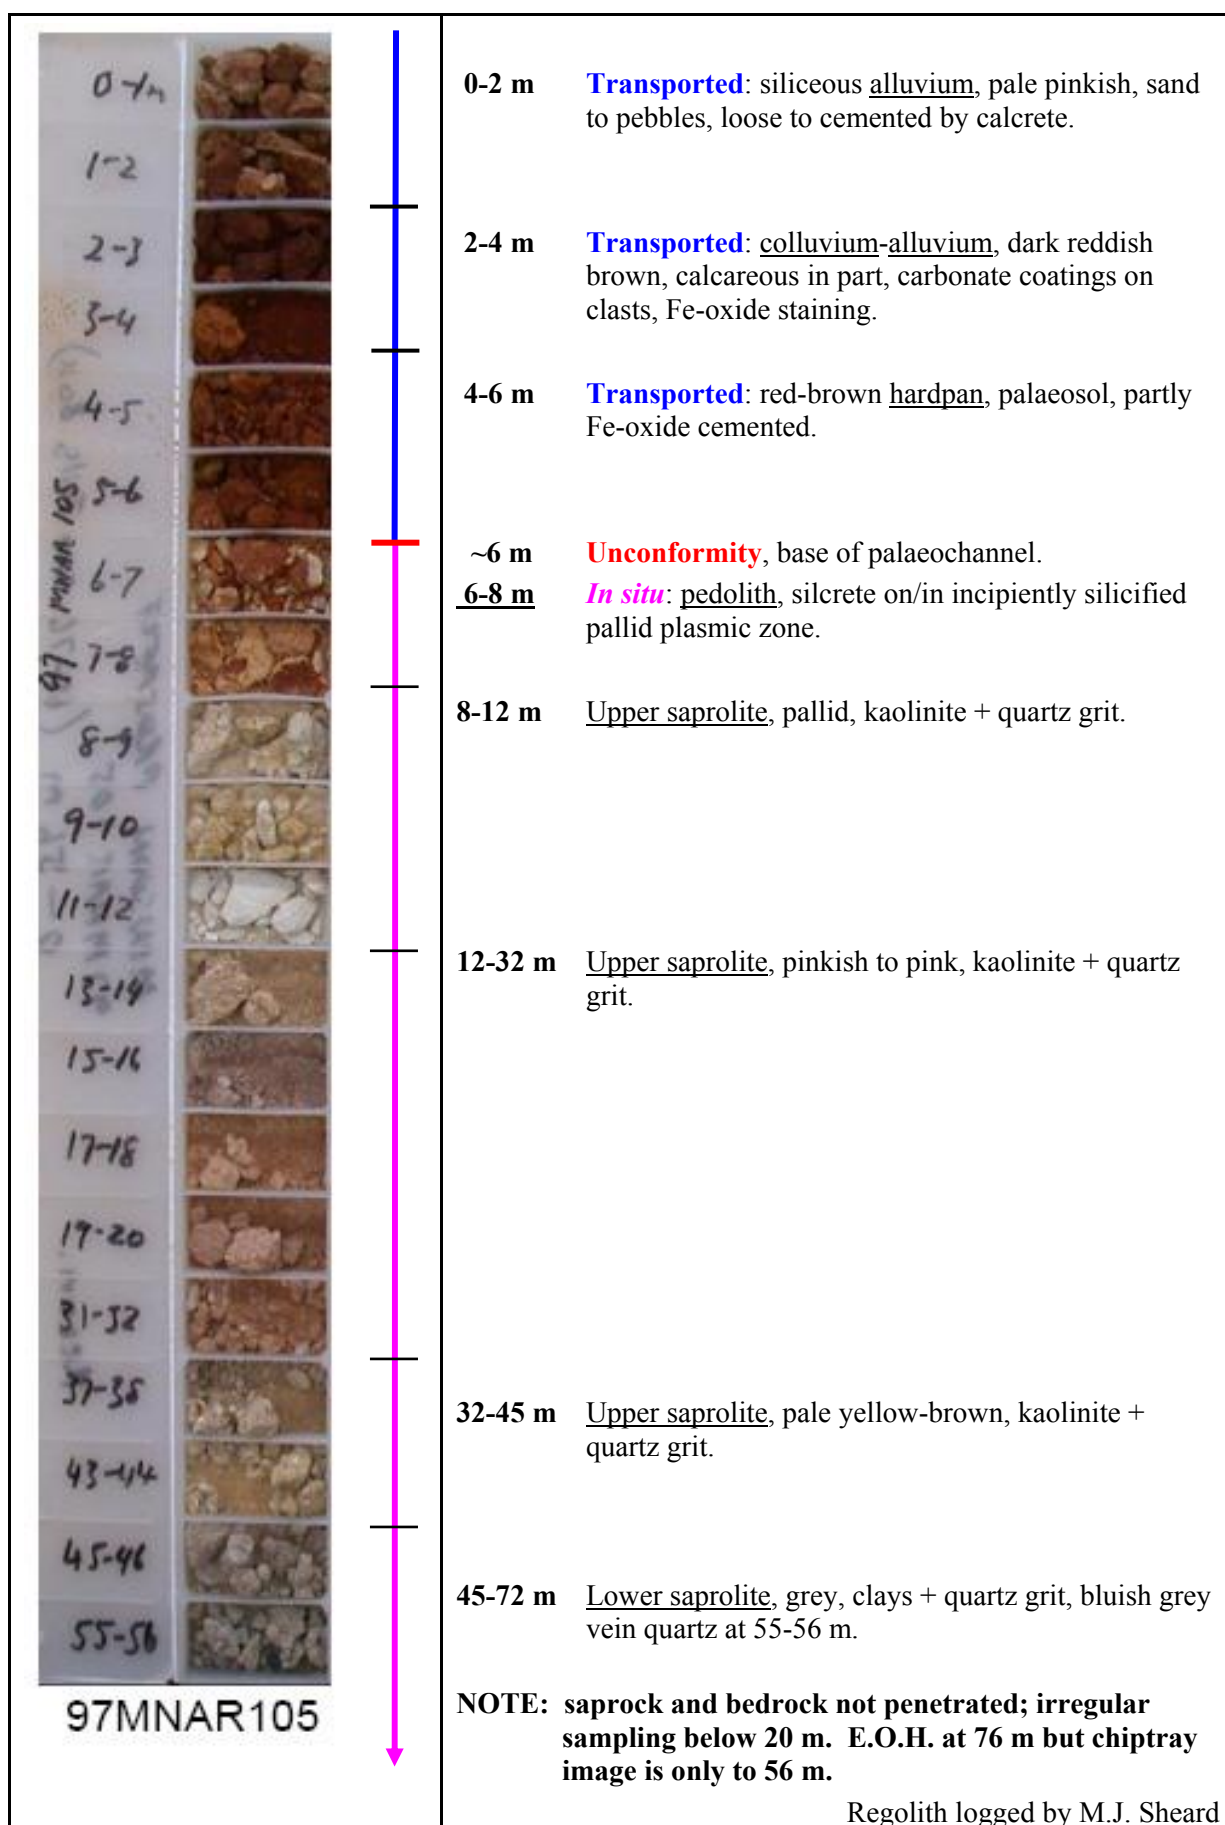 0-1m
1-2
2-3
3-4
4-5
5-6
6-7
7-8
8-9
9-10
11-12
13-14
15-16
17-18
19-20
31-32
37-38
43-44
45-46
55-56
97MNAR105
0-2 m Transported: siliceous alluvium, pale pinkish, sand
to pebbles, loose to cemented by calcrete.
2-4 m Transported: colluvium-alluvium, dark reddish
brown, calcareous in part, carbonate coatings on
clasts, Fe-oxide staining.
4-6 m Transported: red-brown hardpan, palaeosol, partly
Fe-oxide cemented.
~6 m Unconformity, base of palaeochannel.
6-8 m In situ: pedolith, silcrete on/in incipiently silicified
pallid plasmic zone.
8-12 m Upper saprolite, pallid, kaolinite + quartz grit.
12-32 m Upper saprolite, pinkish to pink, kaolinite + quartz
grit.
32-45 m Upper saprolite, pale yellow-brown, kaolinite +
quartz grit.
45-72 m Lower saprolite, grey, clays + quartz grit, bluish grey
vein quartz at 55-56 m.
NOTE: saprock and bedrock not penetrated; irregular
sampling below 20 m. E.O.H. at 76 m but chiptray
image is only to 56 m.
Regolith logged by M.J. Sheard